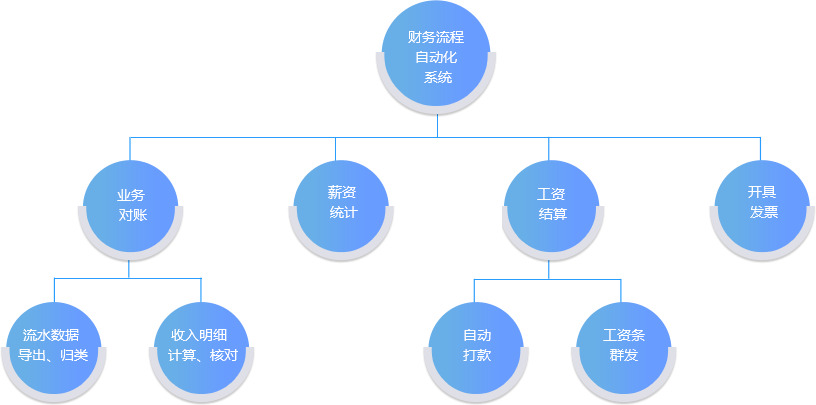 财务流程
自动化
系统
业务
对账
薪资
统计
工资
结算
开具
发票
流水数据
导出、归类
收入明细
计算、核对
自动
打款
工资条
群发